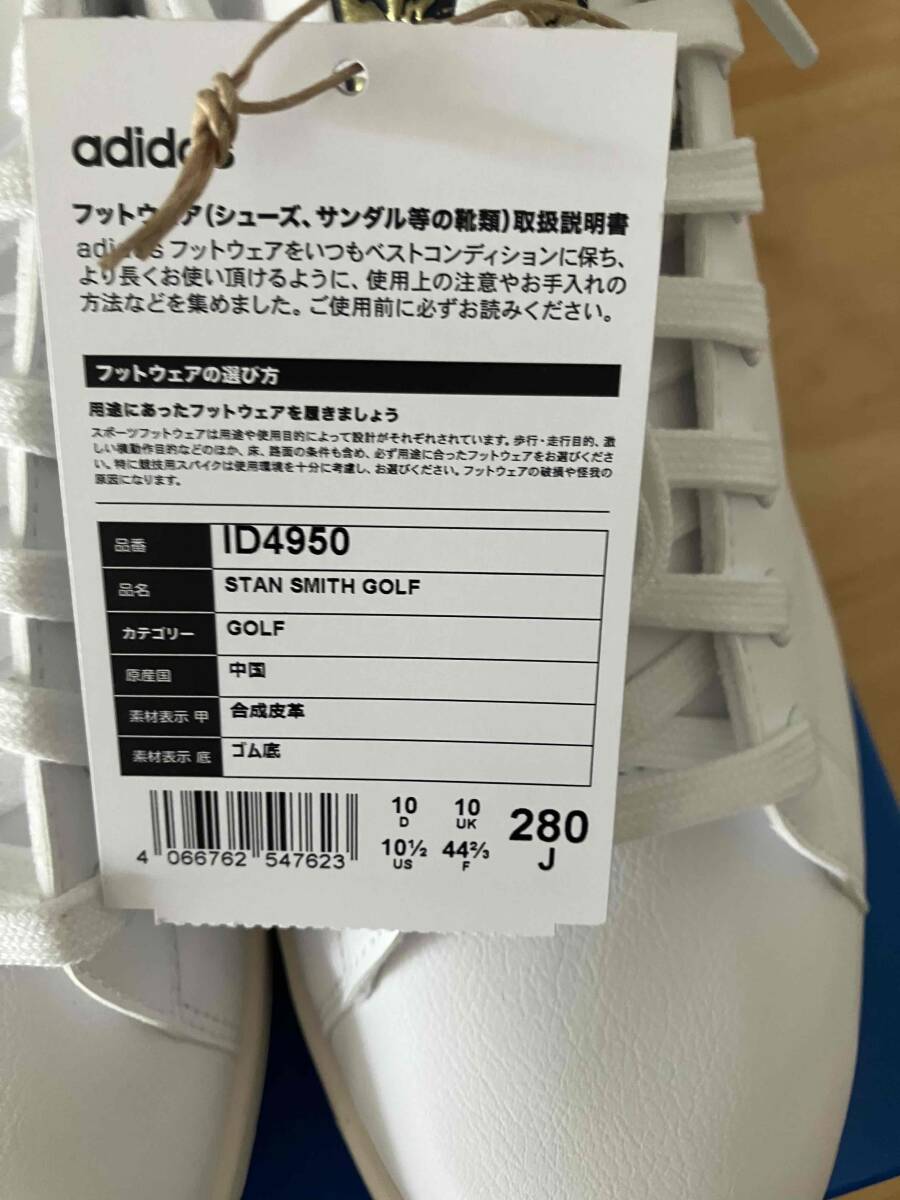 adidas
フットウェア(シューズ、サンダル等の靴類)取扱説明書
adidasフットウェアをいつもベストコンディションに保ち、
より長くお使い頂けるように、使用上の注意やお手入れの
方法などを集めました。ご使用前に必ずお読みください。
フットウェアの選び方
用途にあったフットウェアを履きましょう
スポーツフットウェアは用途や使用目的によって設計がそれぞれされています。歩行・走行目的、激
しい機動作目的などのほか、床、路面の条件も含め、必ず用途に合ったフットウェアをお選びくださ
い。特に競技用スパイクは使用環境を十分に考慮し、お選びください。フットウェアの破損や怪我の
原因になります。
品番 ID4950
品名 STAN SMITH GOLF
カテゴリー GOLF
原産国 中国
素材表示 甲 合成皮革
素材表示 底 ゴム底
10 D 10 UK 280 J
10½ US 44⅔ F
4 066762 547623